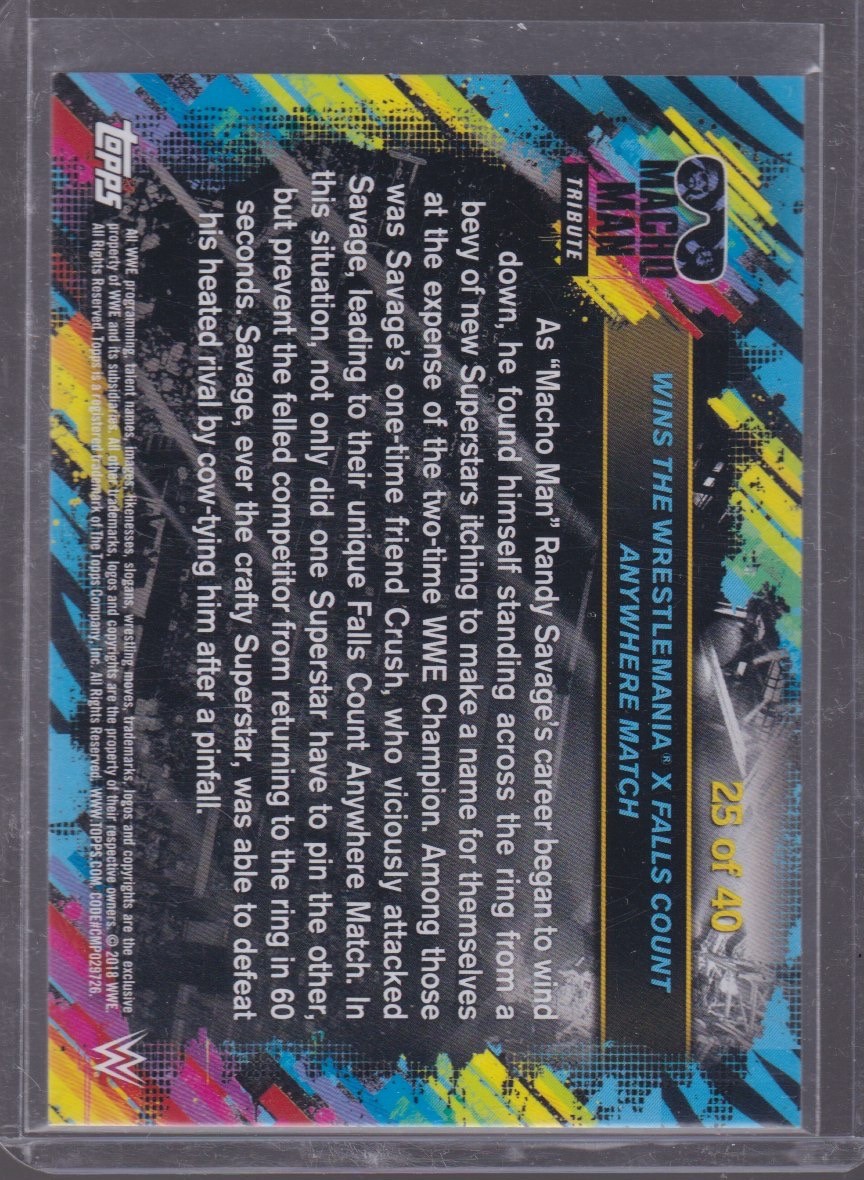 MACHO
MAN
TRIBUTE
25 of 40
WINS THE WRESTLEMANIA® X FALLS COUNT
ANYWHERE MATCH
As “Macho Man” Randy Savage's career began to wind
down, he found himself standing across the ring from a
bevy of new Superstars itching to make a name for themselves
at the expense of the two-time WWE Champion. Among those
was Savage's one-time friend Crush, who viciously attacked
Savage, leading to their unique Falls Count Anywhere Match. In
this situation, not only did one Superstar have to pin the other,
but prevent the felled competitor from returning to the ring in 60
seconds. Savage, ever the crafty Superstar, was able to defeat
his heated rival by cow-tying him after a pinfall.
topps
All WWE programming, talent names, images, likenesses, slogans, wrestling moves, trademarks, logos and copyrights are the exclusive
property of WWE and its subsidiaries. All other trademarks, logos and copyrights are the property of their respective owners. © 2018 WWE.
All Rights Reserved. Topps is a registered trademark of The Topps Company, Inc. All Rights Reserved. WWW.TOPPS.COM. CODE#CMP029726.
W